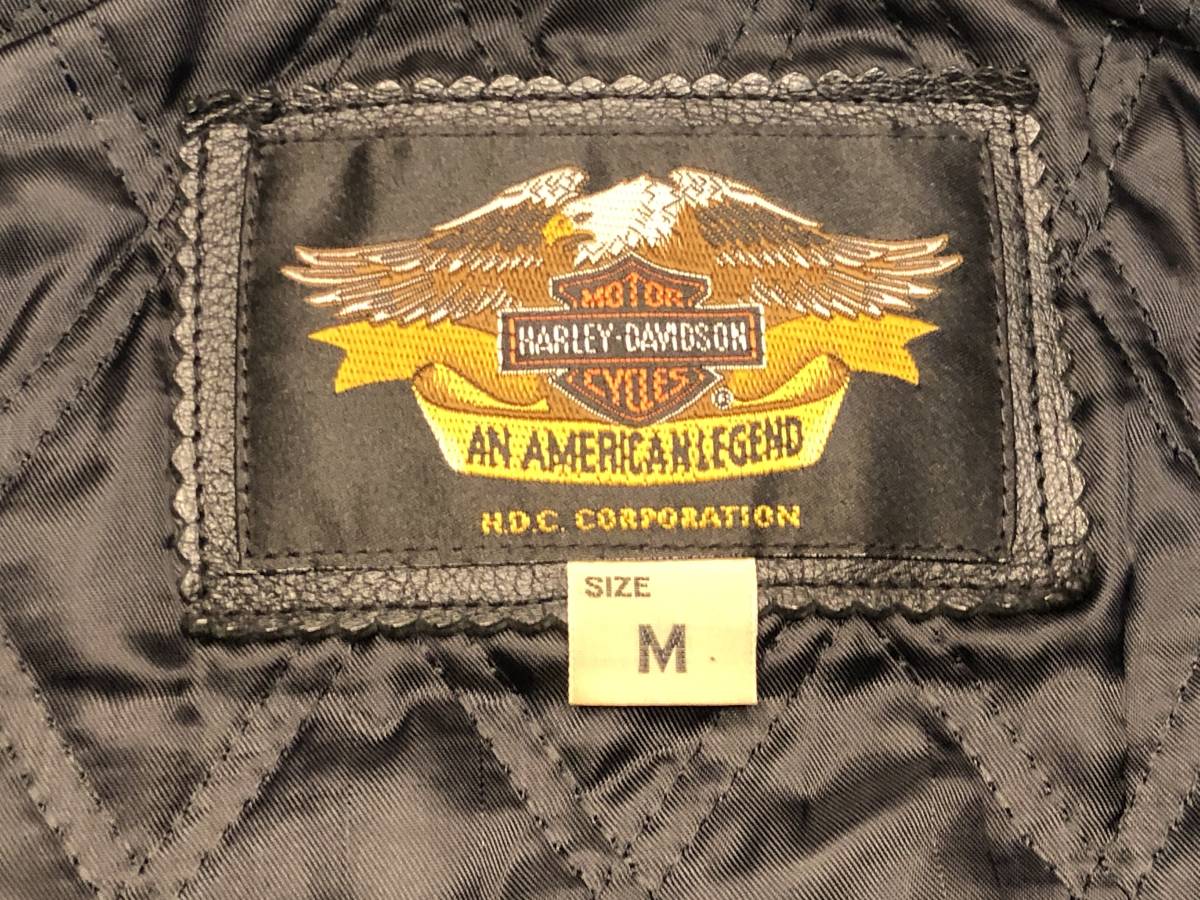 MOTOR
HARLEY-DAVIDSON
CYCLES
®
AN AMERICAN LEGEND
H.D.C. CORPORATION
SIZE
M